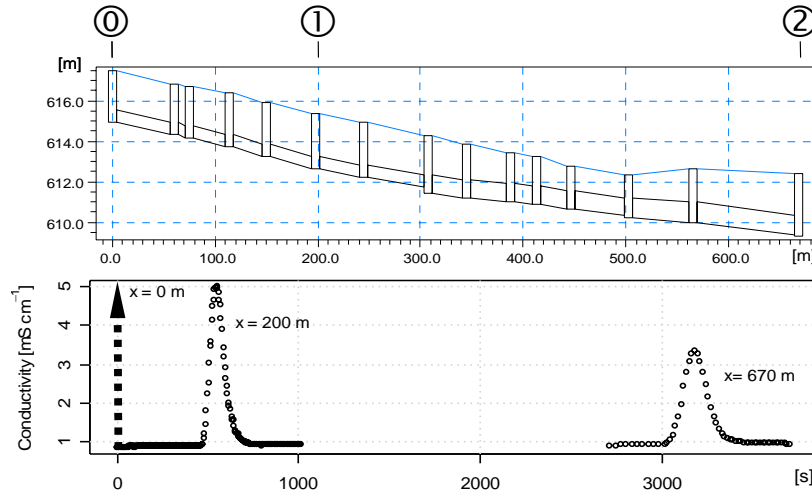 ⓪ ① ②
[m]
616.0
614.0
612.0
610.0
0.0 100.0 200.0 300.0 400.0 500.0 600.0 [m]
Conductivity [mS cm⁻¹]
5
4
3
2
1
x = 0 m
x = 200 m
x= 670 m
0 1000 2000 3000 [s]